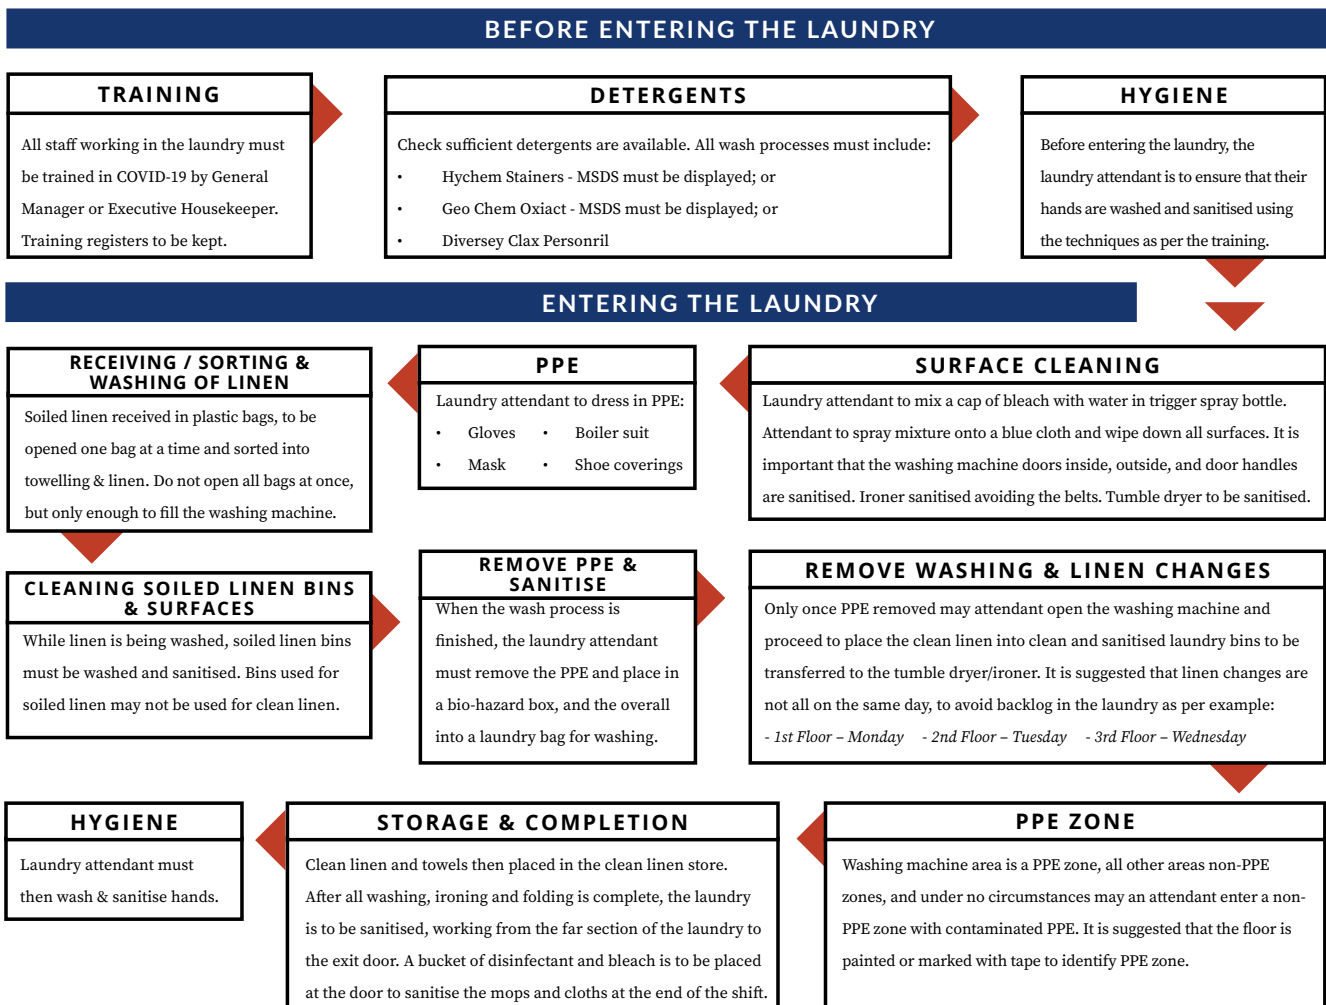 BEFORE ENTERING THE LAUNDRY
TRAINING
All staff working in the laundry must
be trained in COVID-19 by General
Manager or Executive Housekeeper.
Training registers to be kept.
DETERGENTS
Check sufficient detergents are available. All wash processes must include:
• Hychem Stainers - MSDS must be displayed; or
• Geo Chem Oxiact - MSDS must be displayed; or
• Diversey Clax Personril
HYGIENE
Before entering the laundry, the
laundry attendant is to ensure that their
hands are washed and sanitised using
the techniques as per the training.
ENTERING THE LAUNDRY
SURFACE CLEANING
Laundry attendant to mix a cap of bleach with water in trigger spray bottle.
Attendant to spray mixture onto a blue cloth and wipe down all surfaces. It is
important that the washing machine doors inside, outside, and door handles
are sanitised. Ironer sanitised avoiding the belts. Tumble dryer to be sanitised.
PPE
Laundry attendant to dress in PPE:
• Gloves • Boiler suit
• Mask • Shoe coverings
RECEIVING / SORTING &
WASHING OF LINEN
Soiled linen received in plastic bags, to be
opened one bag at a time and sorted into
towelling & linen. Do not open all bags at once,
but only enough to fill the washing machine.
CLEANING SOILED LINEN BINS
& SURFACES
While linen is being washed, soiled linen bins
must be washed and sanitised. Bins used for
soiled linen may not be used for clean linen.
REMOVE PPE &
SANITISE
When the wash process is
finished, the laundry attendant
must remove the PPE and place in
a bio-hazard box, and the overall
into a laundry bag for washing.
REMOVE WASHING & LINEN CHANGES
Only once PPE removed may attendant open the washing machine and
proceed to place the clean linen into clean and sanitised laundry bins to be
transferred to the tumble dryer/ironer. It is suggested that linen changes are
not all on the same day, to avoid backlog in the laundry as per example:
- 1st Floor – Monday - 2nd Floor – Tuesday - 3rd Floor – Wednesday
PPE ZONE
Washing machine area is a PPE zone, all other areas non-PPE
zones, and under no circumstances may an attendant enter a non-
PPE zone with contaminated PPE. It is suggested that the floor is
painted or marked with tape to identify PPE zone.
STORAGE & COMPLETION
Clean linen and towels then placed in the clean linen store.
After all washing, ironing and folding is complete, the laundry
is to be sanitised, working from the far section of the laundry to
the exit door. A bucket of disinfectant and bleach is to be placed
at the door to sanitise the mops and cloths at the end of the shift.
HYGIENE
Laundry attendant must
then wash & sanitise hands.